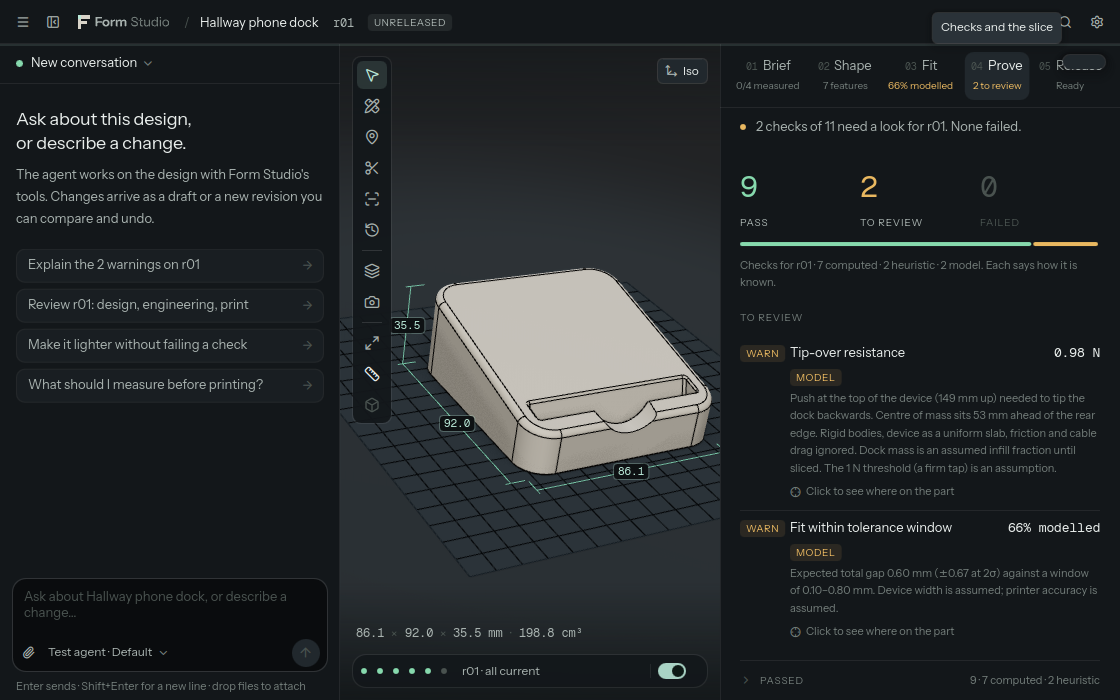 Form Studio / Hallway phone dock r01 UNRELEASED
Checks and the slice
New conversation
Ask about this design,
or describe a change.
The agent works on the design with Form Studio's
tools. Changes arrive as a draft or a new revision you
can compare and undo.
Explain the 2 warnings on r01
Review r01: design, engineering, print
Make it lighter without failing a check
What should I measure before printing?
Ask about Hallway phone dock, or describe a
change…
Test agent · Default
Enter sends · Shift+Enter for a new line · drop files to attach
Iso
35.5
92.0
86.1
86.1 × 92.0 × 35.5 mm · 198.8 cm³
r01 · all current
01 Brief
0/4 measured
02 Shape
7 features
03 Fit
66% modelled
04 Prove
2 to review
05
Ready
2 checks of 11 need a look for r01. None failed.
9 2 0
PASS TO REVIEW FAILED
Checks for r01 · 7 computed · 2 heuristic · 2 model. Each says how it is
known.
TO REVIEW
WARN Tip-over resistance 0.98 N
MODEL
Push at the top of the device (149 mm up) needed to tip the
dock backwards. Centre of mass sits 53 mm ahead of the rear
edge. Rigid bodies, device as a uniform slab, friction and cable
drag ignored. Dock mass is an assumed infill fraction until
sliced. The 1 N threshold (a firm tap) is an assumption.
Click to see where on the part
WARN Fit within tolerance window 66% modelled
MODEL
Expected total gap 0.60 mm (±0.67 at 2σ) against a window
of 0.10–0.80 mm. Device width is assumed; printer accuracy is
assumed.
Click to see where on the part
PASSED 9 · 7 computed · 2 heuristic